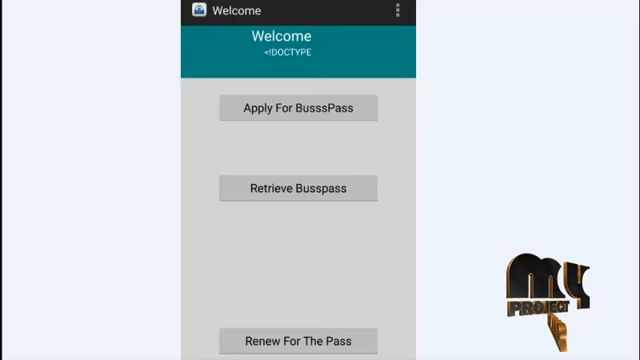 Welcome
Welcome
<!DOCTYPE
Apply For BusssPass
Retrieve Busspass
Renew For The Pass
my
PROJECT